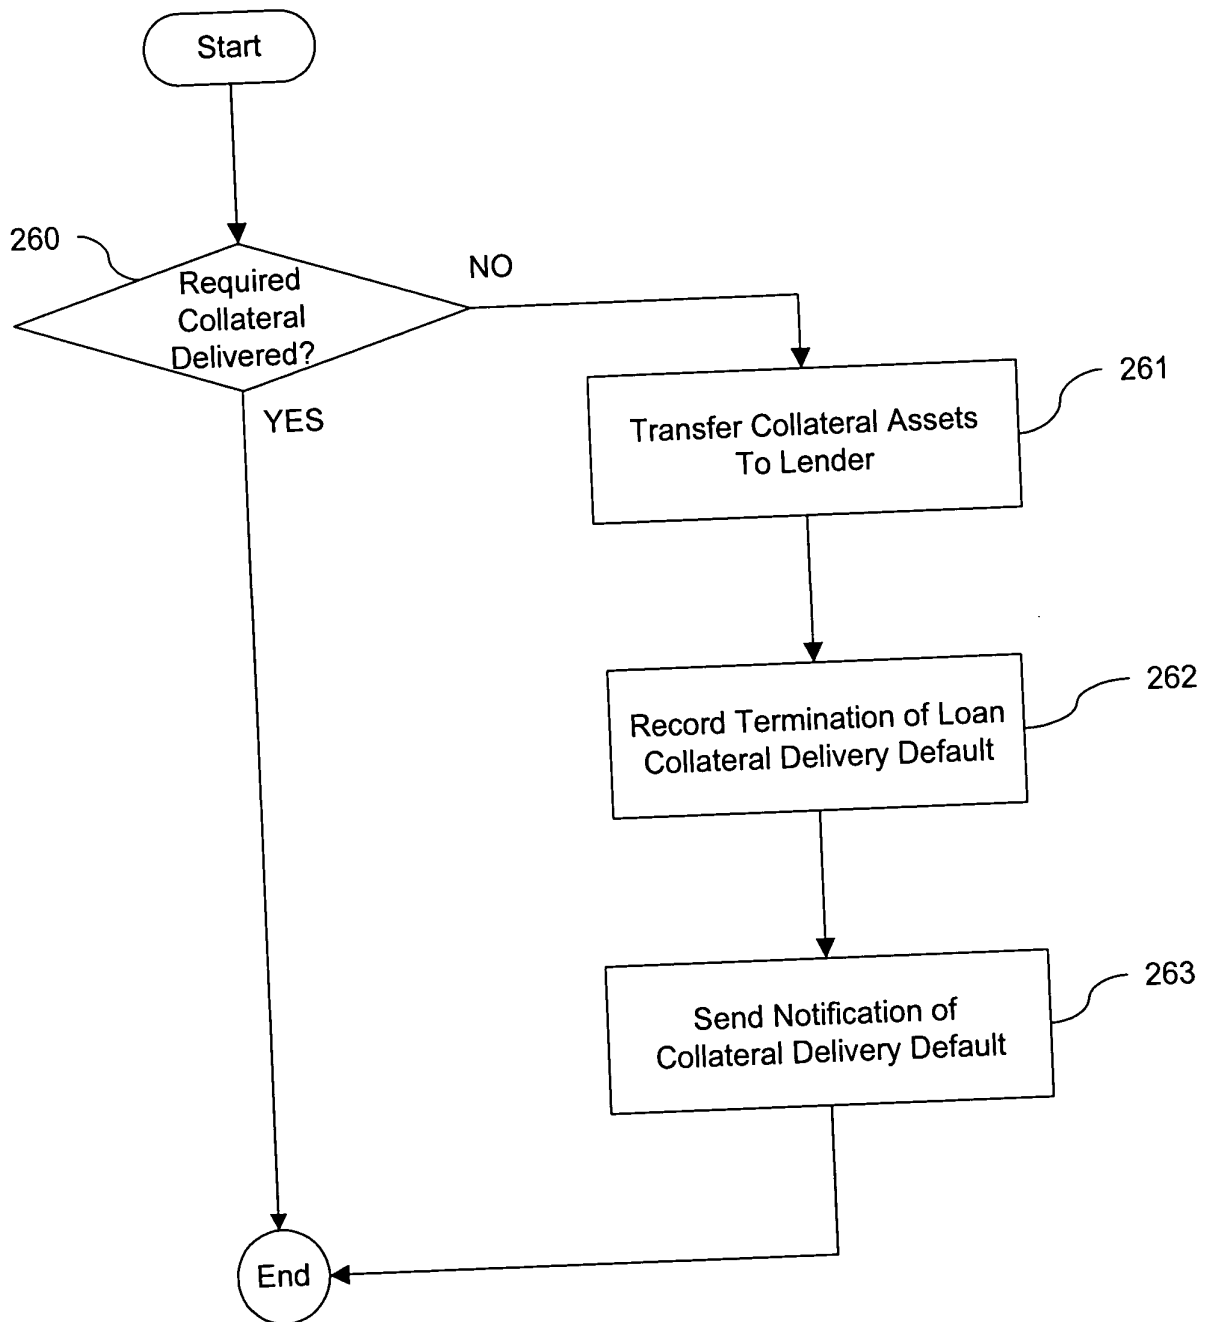 Start
260
Required
Collateral
Delivered?
NO
YES
Transfer Collateral Assets
To Lender
261
Record Termination of Loan
Collateral Delivery Default
262
Send Notification of
Collateral Delivery Default
263
End